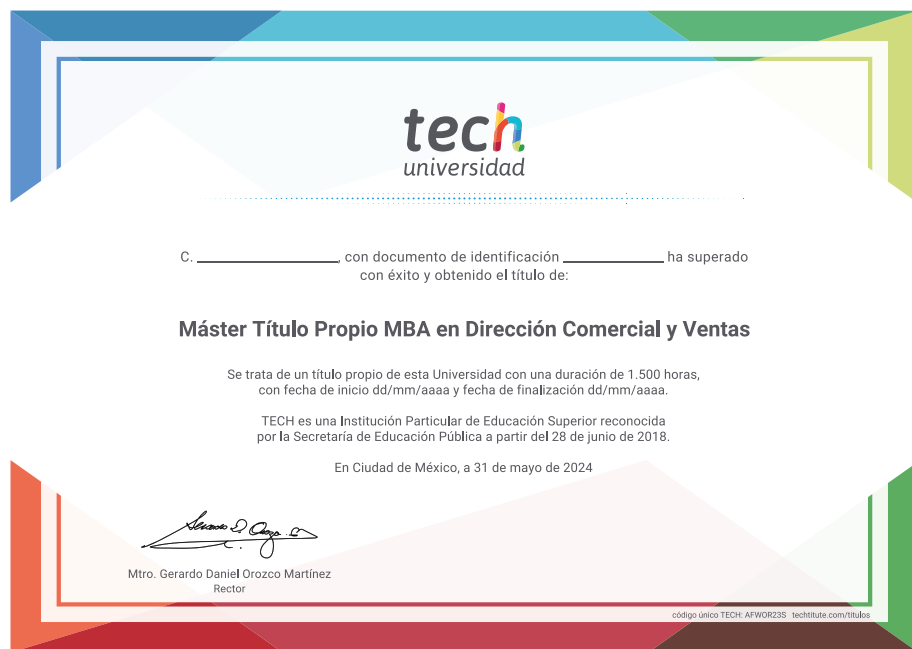 tech
universidad
C. ____________, con documento de identificación ____________ ha superado
con éxito y obtenido el título de:
Máster Título Propio MBA en Dirección Comercial y Ventas
Se trata de un título propio de esta Universidad con una duración de 1.500 horas,
con fecha de inicio dd/mm/aaaa y fecha de finalización dd/mm/aaaa.
TECH es una Institución Particular de Educación Superior reconocida
por la Secretaría de Educación Pública a partir del 28 de junio de 2018.
En Ciudad de México, a 31 de mayo de 2024
Mtro. Gerardo Daniel Orozco Martínez
Rector
código único TECH: AFWOR23S techtitute.com/titulos